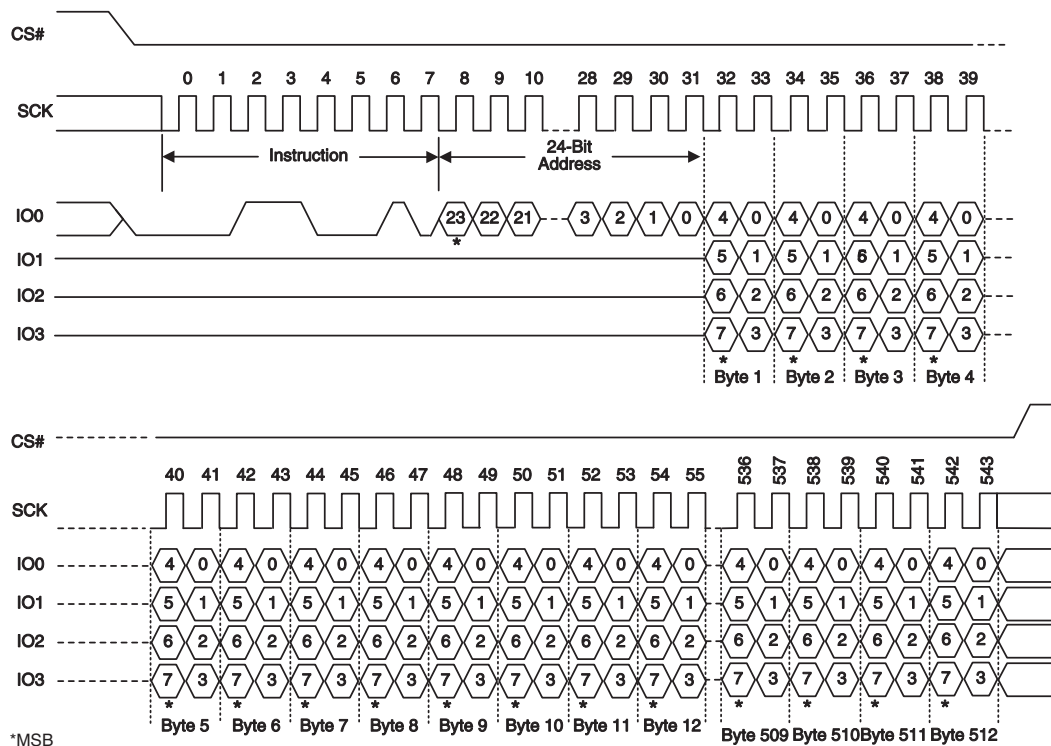 CS#
0 1 2 3 4 5 6 7 8 9 10 28 29 30 31 32 33 34 35 36 37 38 39
SCK
Instruction
24-Bit
Address
IO0 23 22 21 3 2 1 0 4 0 4 0 4 0 4 0
*
IO1 5 1 5 1 6 1 5 1
IO2 6 2 6 2 6 2 6 2
IO3 7 3 7 3 7 3 7 3
* * * *
Byte 1 Byte 2 Byte 3 Byte 4
CS#
40 41 42 43 44 45 46 47 48 49 50 51 52 53 54 55 536 537 538 539 540 541 542 543
SCK
IO0 4 0 4 0 4 0 4 0 4 0 4 0 4 0 4 0 4 0 4 0 4 0 4 0
IO1 5 1 5 1 5 1 5 1 5 1 5 1 5 1 5 1 5 1 5 1 5 1 5 1
IO2 6 2 6 2 6 2 6 2 6 2 6 2 6 2 6 2 6 2 6 2 6 2 6 2
IO3 7 3 7 3 7 3 7 3 7 3 7 3 7 3 7 3 7 3 7 3 7 3 7 3
* * * * * * * * * * * *
Byte 5 Byte 6 Byte 7 Byte 8 Byte 9 Byte 10 Byte 11 Byte 12 Byte 509 Byte 510 Byte 511 Byte 512
*MSB